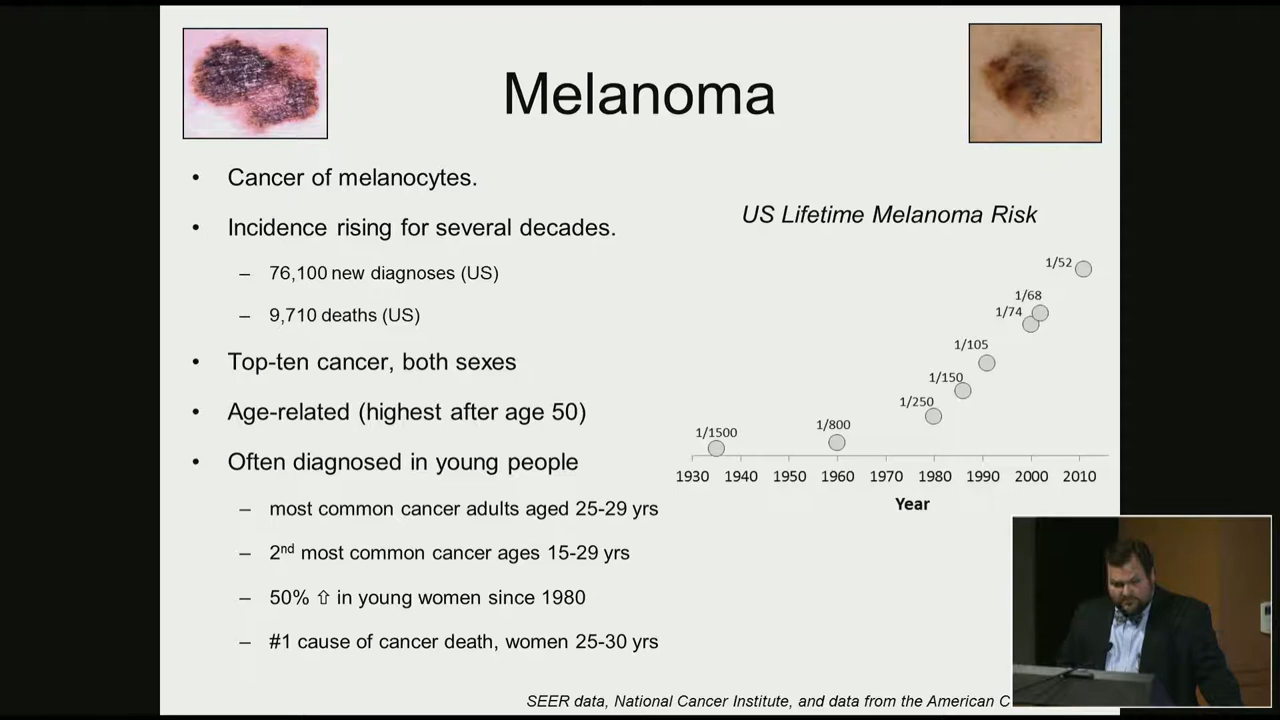 Melanoma
• Cancer of melanocytes.
• Incidence rising for several decades.
– 76,100 new diagnoses (US)
– 9,710 deaths (US)
• Top-ten cancer, both sexes
• Age-related (highest after age 50)
• Often diagnosed in young people
– most common cancer adults aged 25-29 yrs
– 2nd most common cancer ages 15-29 yrs
– 50% ⇧ in young women since 1980
– #1 cause of cancer death, women 25-30 yrs
US Lifetime Melanoma Risk
1/52
1/68
1/74
1/105
1/150
1/250
1/800
1/1500
1930 1940 1950 1960 1970 1980 1990 2000 2010
Year
SEER data, National Cancer Institute, and data from the American C